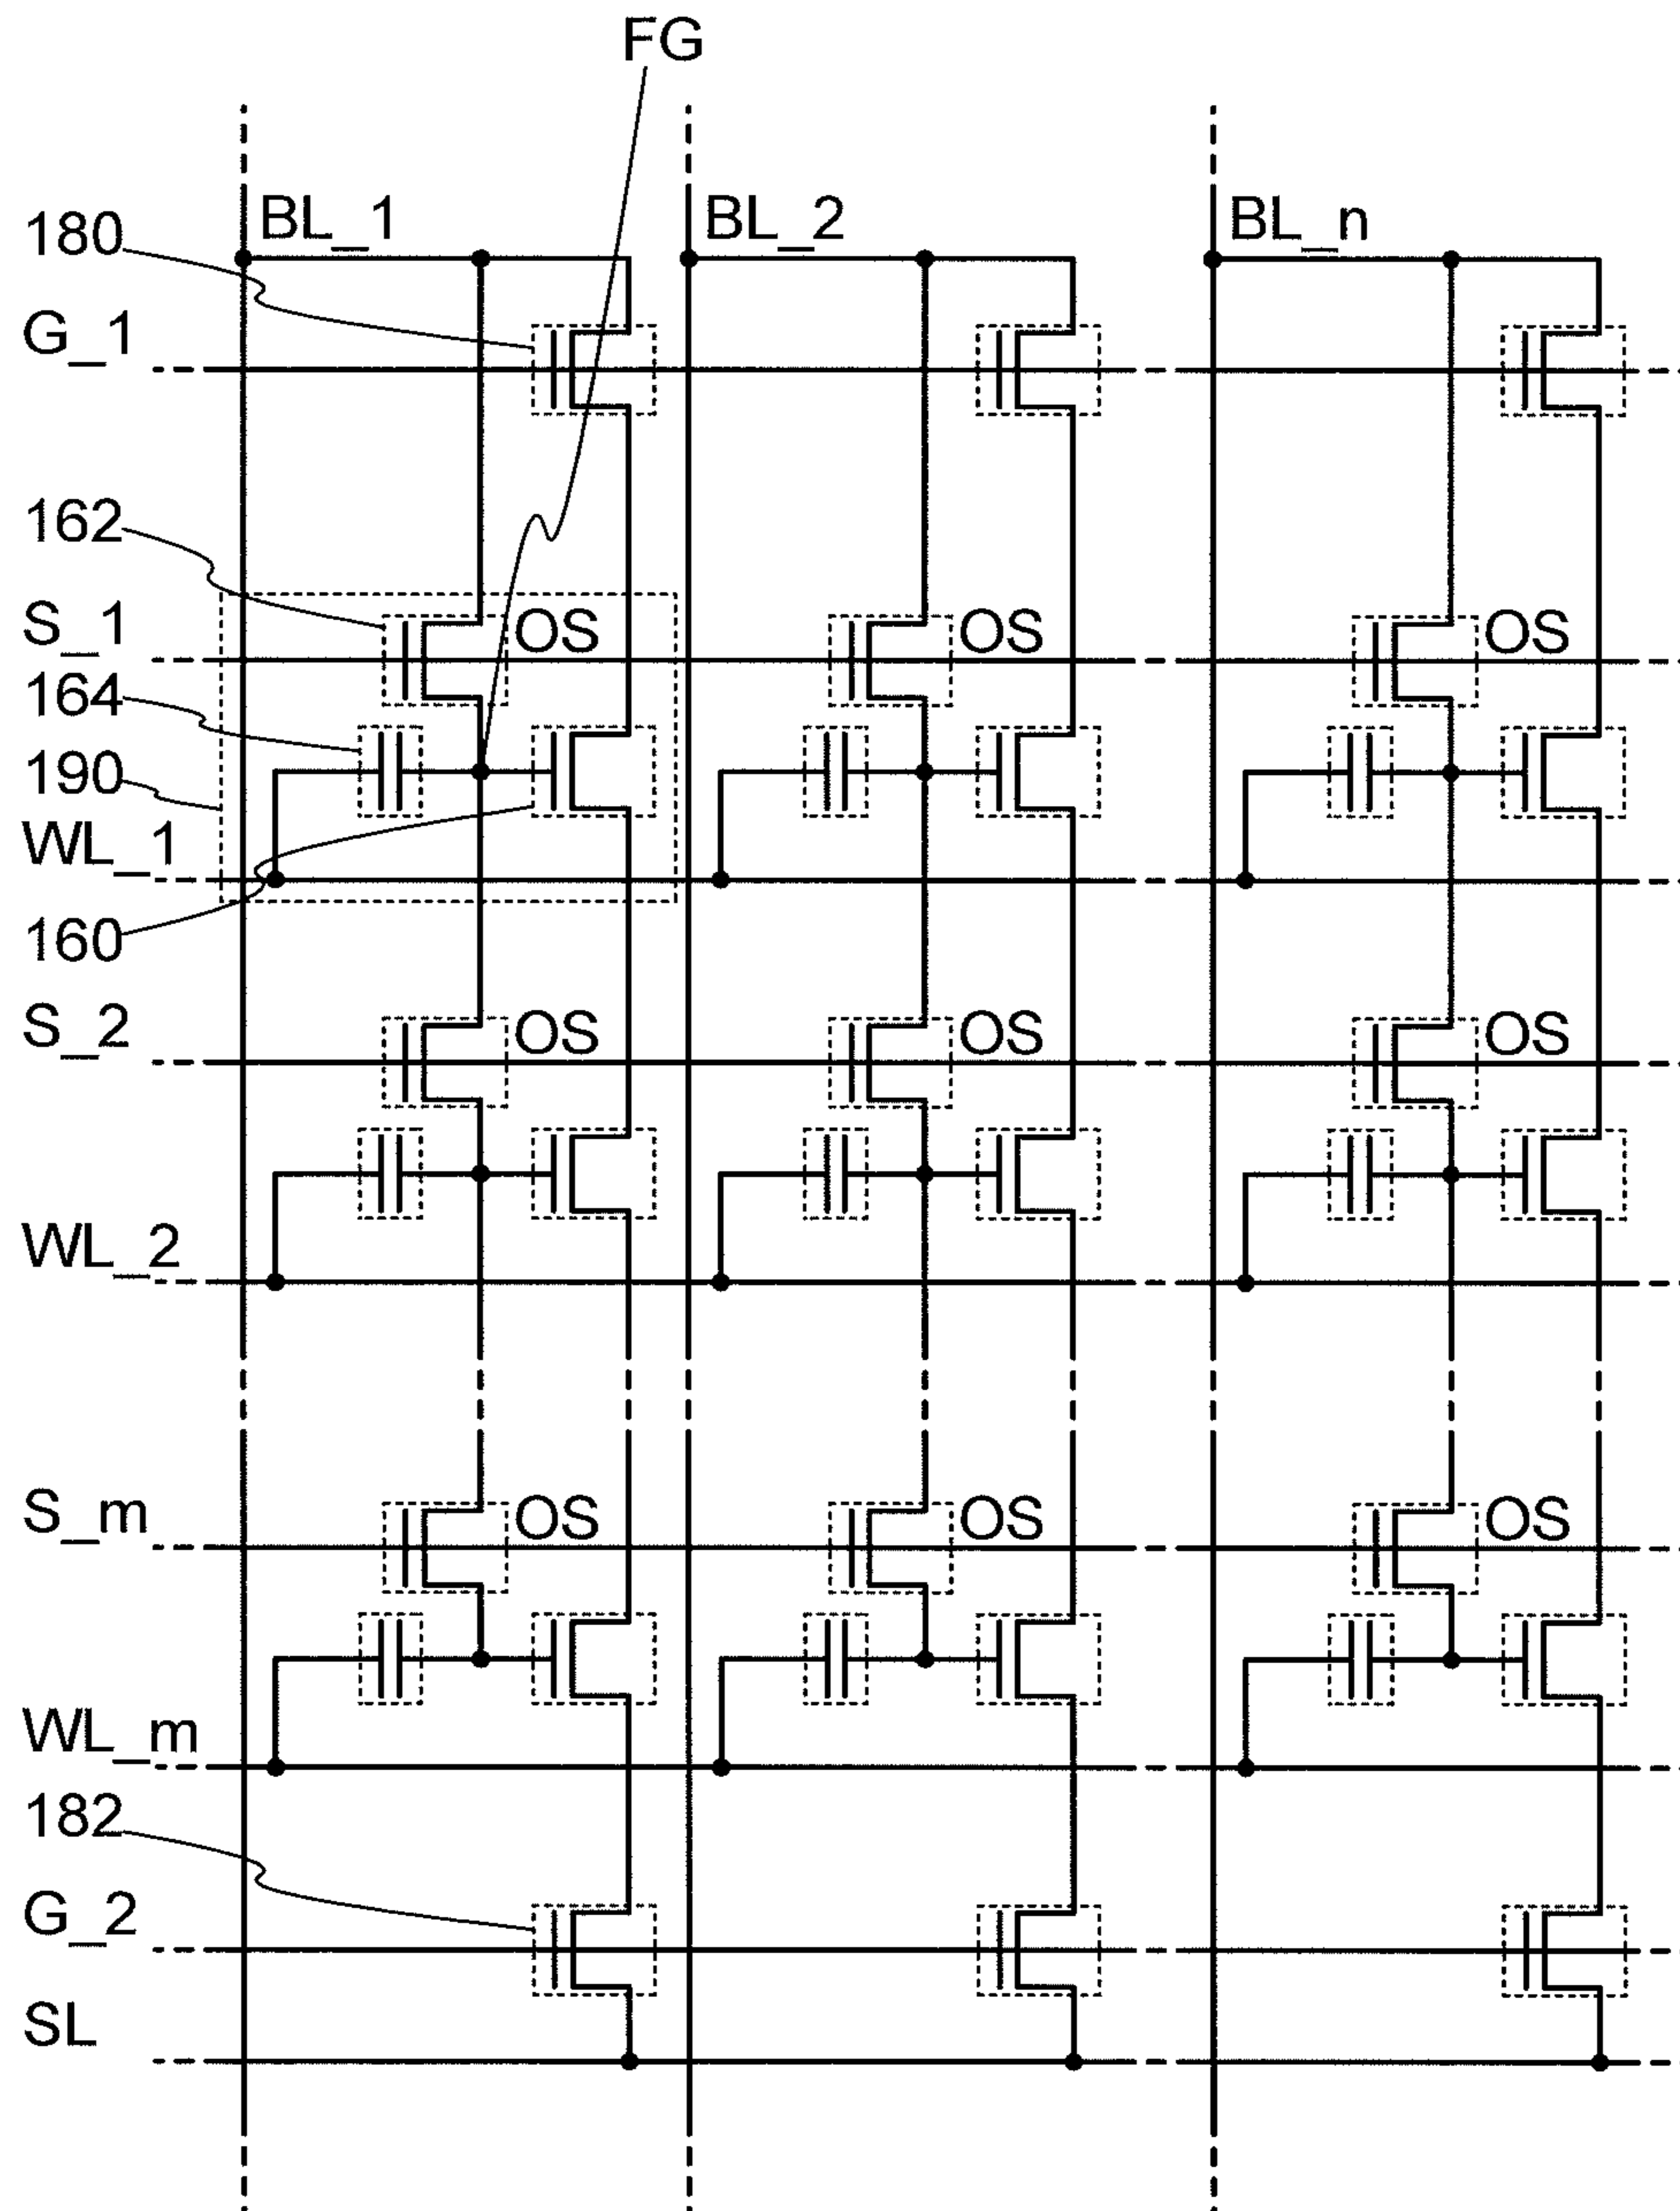 FG
BL_1 BL_2 BL_n
180
G_1
162
S_1 OS OS OS
164
190
WL_1
160
S_2 OS OS OS
WL_2
S_m OS OS OS
WL_m
182
G_2
SL